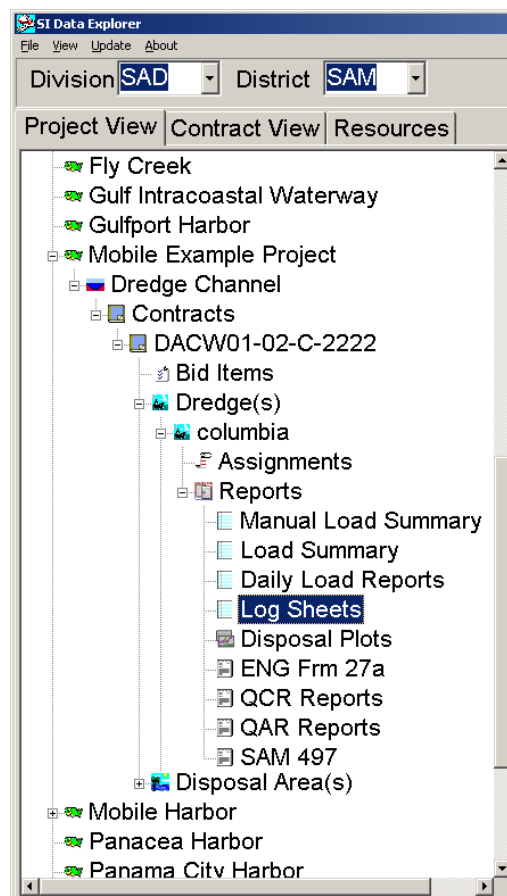 SI Data Explorer
File View Update About
Division SAD District SAM
Project View Contract View Resources
Fly Creek
Gulf Intracoastal Waterway
Gulfport Harbor
Mobile Example Project
Dredge Channel
Contracts
DACW01-02-C-2222
Bid Items
Dredge(s)
columbia
Assignments
Reports
Manual Load Summary
Load Summary
Daily Load Reports
Log Sheets
Disposal Plots
ENG Frm 27a
QCR Reports
QAR Reports
SAM 497
Disposal Area(s)
Mobile Harbor
Panacea Harbor
Panama City Harbor